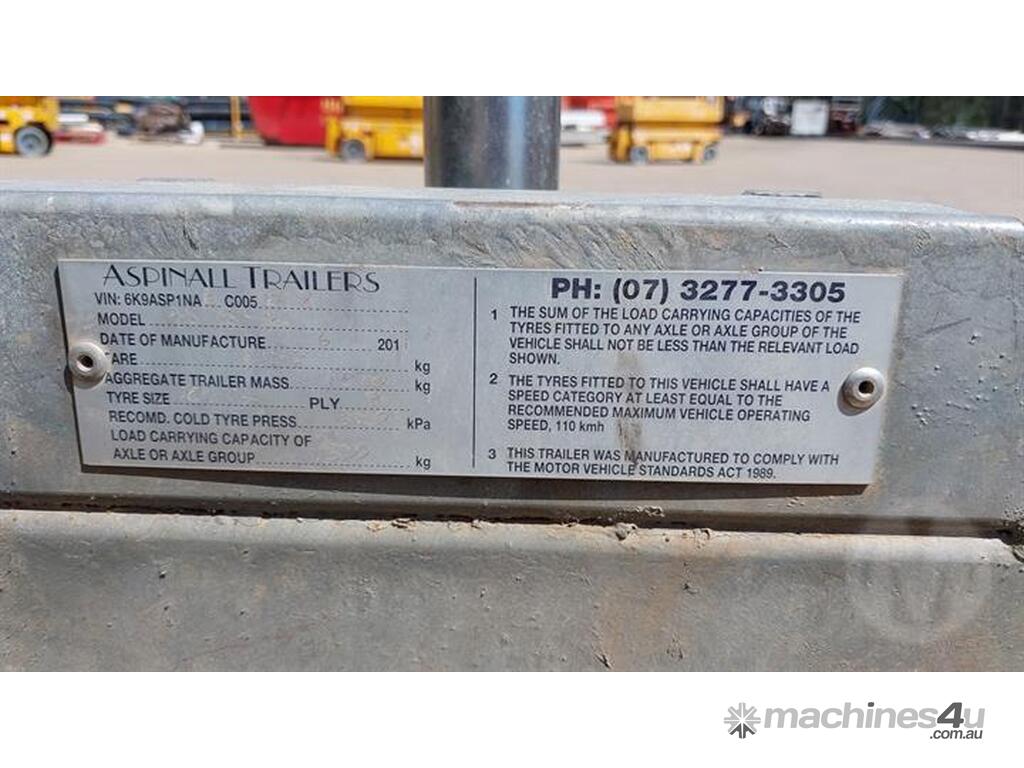 ASPINALL TRAILERS
VIN: 6K9ASP1NA C005
MODEL
DATE OF MANUFACTURE 201
TARE kg
AGGREGATE TRAILER MASS kg
TYRE SIZE PLY
RECOMD. COLD TYRE PRESS kPa
LOAD CARRYING CAPACITY OF
AXLE OR AXLE GROUP kg
PH: (07) 3277-3305
1 THE SUM OF THE LOAD CARRYING CAPACITIES OF THE
TYRES FITTED TO ANY AXLE OR AXLE GROUP OF THE
VEHICLE SHALL NOT BE LESS THAN THE RELEVANT LOAD
SHOWN.
2 THE TYRES FITTED TO THIS VEHICLE SHALL HAVE A
SPEED CATEGORY AT LEAST EQUAL TO THE
RECOMMENDED MAXIMUM VEHICLE OPERATING
SPEED, 110 kmh
3 THIS TRAILER WAS MANUFACTURED TO COMPLY WITH
THE MOTOR VEHICLE STANDARDS ACT 1989.
machines4u
.com.au